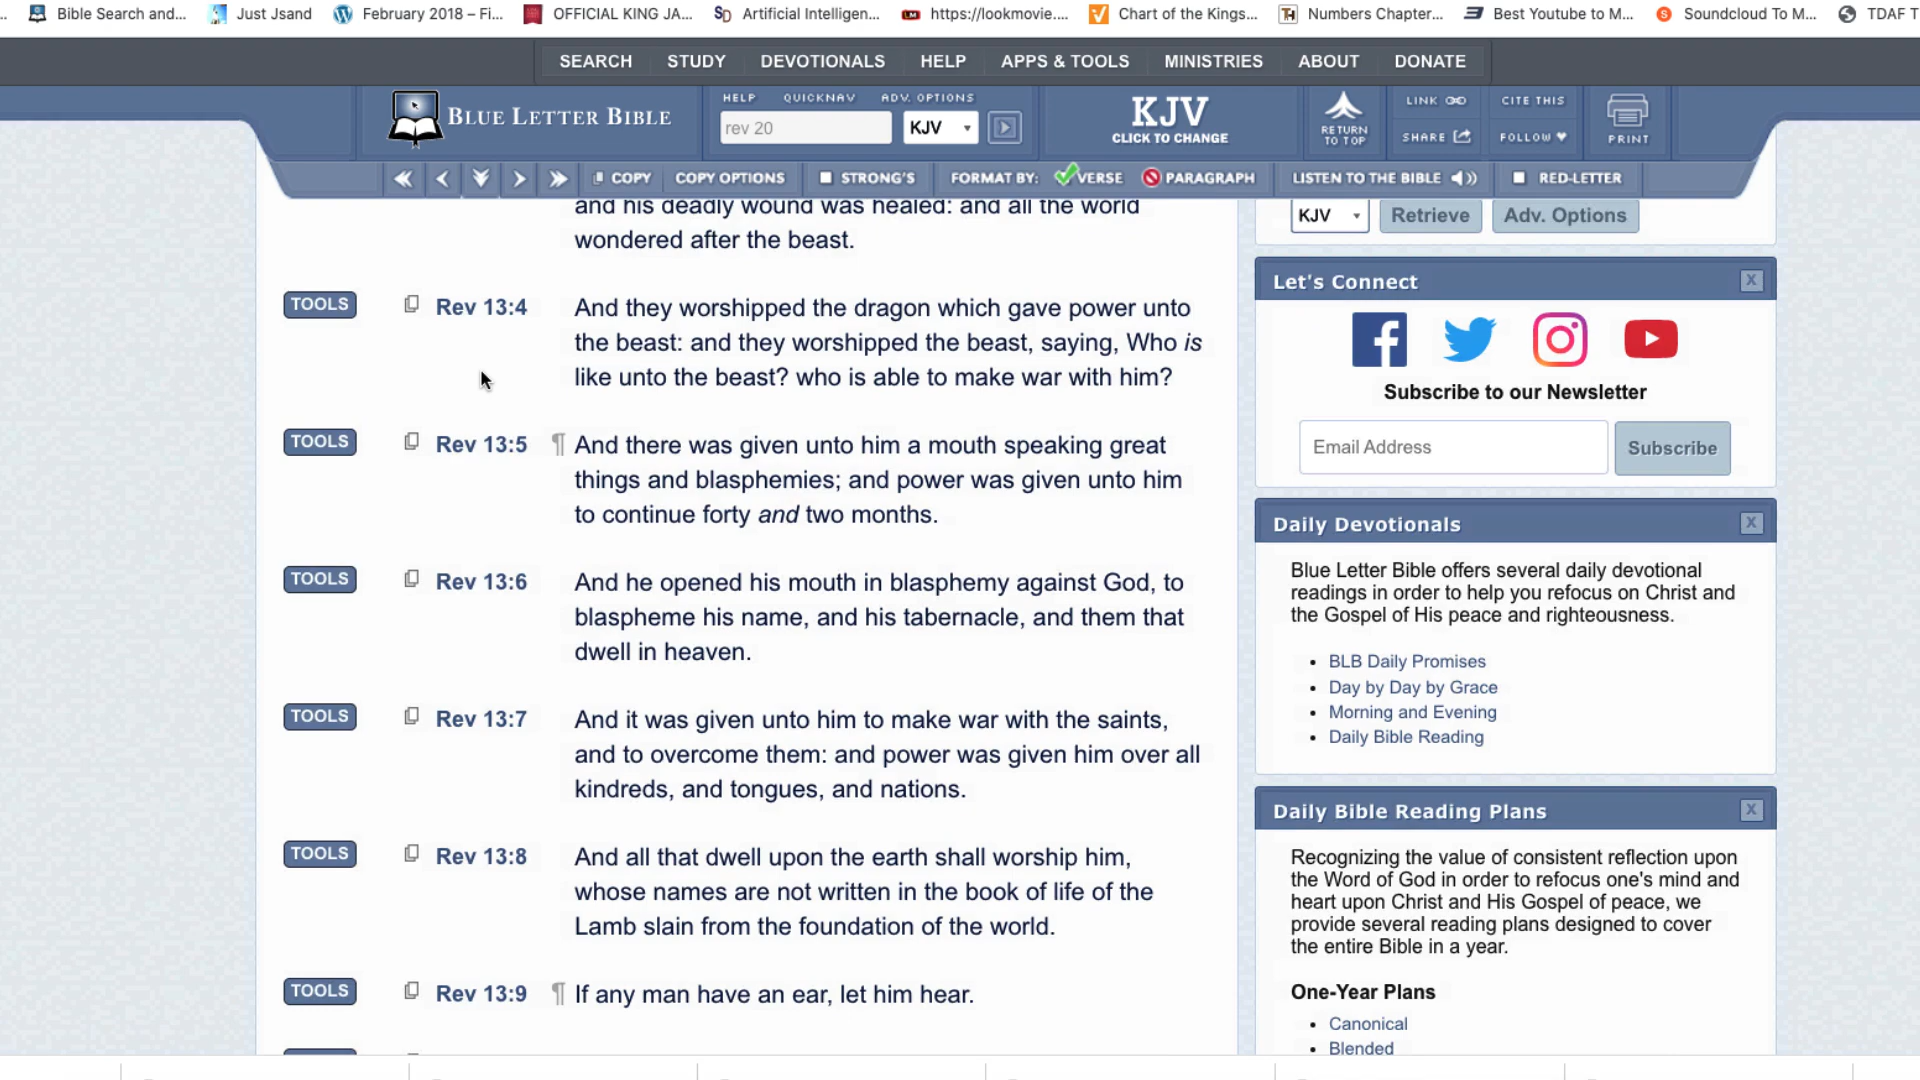 Bible Search and...
Just Jsand
February 2018 – Fi...
OFFICIAL KING JA...
Artificial Intelligen...
https://lookmovie....
Chart of the Kings...
Numbers Chapter...
Best Youtube to M...
Soundcloud To M...
TDAF T
SEARCH STUDY DEVOTIONALS HELP APPS & TOOLS MINISTRIES ABOUT DONATE
BLUE LETTER BIBLE
HELP QUICKNAV ADV. OPTIONS
rev 20 KJV
KJV
CLICK TO CHANGE
RETURN
TO TOP
LINK
SHARE
CITE THIS
FOLLOW
PRINT
COPY COPY OPTIONS STRONG'S FORMAT BY: VERSE PARAGRAPH LISTEN TO THE BIBLE RED-LETTER
and his deadly wound was healed: and all the world
wondered after the beast.
TOOLS Rev 13:4 And they worshipped the dragon which gave power unto
the beast: and they worshipped the beast, saying, Who is
like unto the beast? who is able to make war with him?
TOOLS Rev 13:5 ¶ And there was given unto him a mouth speaking great
things and blasphemies; and power was given unto him
to continue forty and two months.
TOOLS Rev 13:6 And he opened his mouth in blasphemy against God, to
blaspheme his name, and his tabernacle, and them that
dwell in heaven.
TOOLS Rev 13:7 And it was given unto him to make war with the saints,
and to overcome them: and power was given him over all
kindreds, and tongues, and nations.
TOOLS Rev 13:8 And all that dwell upon the earth shall worship him,
whose names are not written in the book of life of the
Lamb slain from the foundation of the world.
TOOLS Rev 13:9 ¶ If any man have an ear, let him hear.
KJV Retrieve Adv. Options
Let's Connect X
Subscribe to our Newsletter
Email Address Subscribe
Daily Devotionals X
Blue Letter Bible offers several daily devotional
readings in order to help you refocus on Christ and
the Gospel of His peace and righteousness.
• BLB Daily Promises
• Day by Day by Grace
• Morning and Evening
• Daily Bible Reading
Daily Bible Reading Plans X
Recognizing the value of consistent reflection upon
the Word of God in order to refocus one's mind and
heart upon Christ and His Gospel of peace, we
provide several reading plans designed to cover
the entire Bible in a year.
One-Year Plans
• Canonical
• Blended